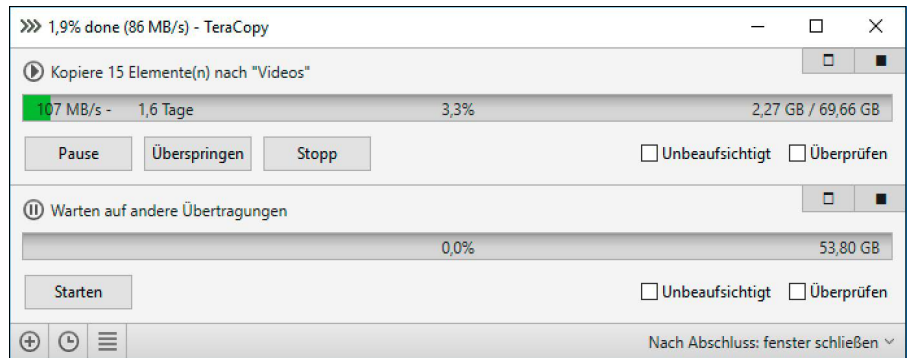 1,9% done (86 MB/s) - TeraCopy
Kopiere 15 Elemente(n) nach "Videos"
107 MB/s - 1,6 Tage 3,3% 2,27 GB / 69,66 GB
Pause Überspringen Stopp Unbeaufsichtigt Überprüfen
Warten auf andere Übertragungen
0,0% 53,80 GB
Starten Unbeaufsichtigt Überprüfen
Nach Abschluss: fenster schließen